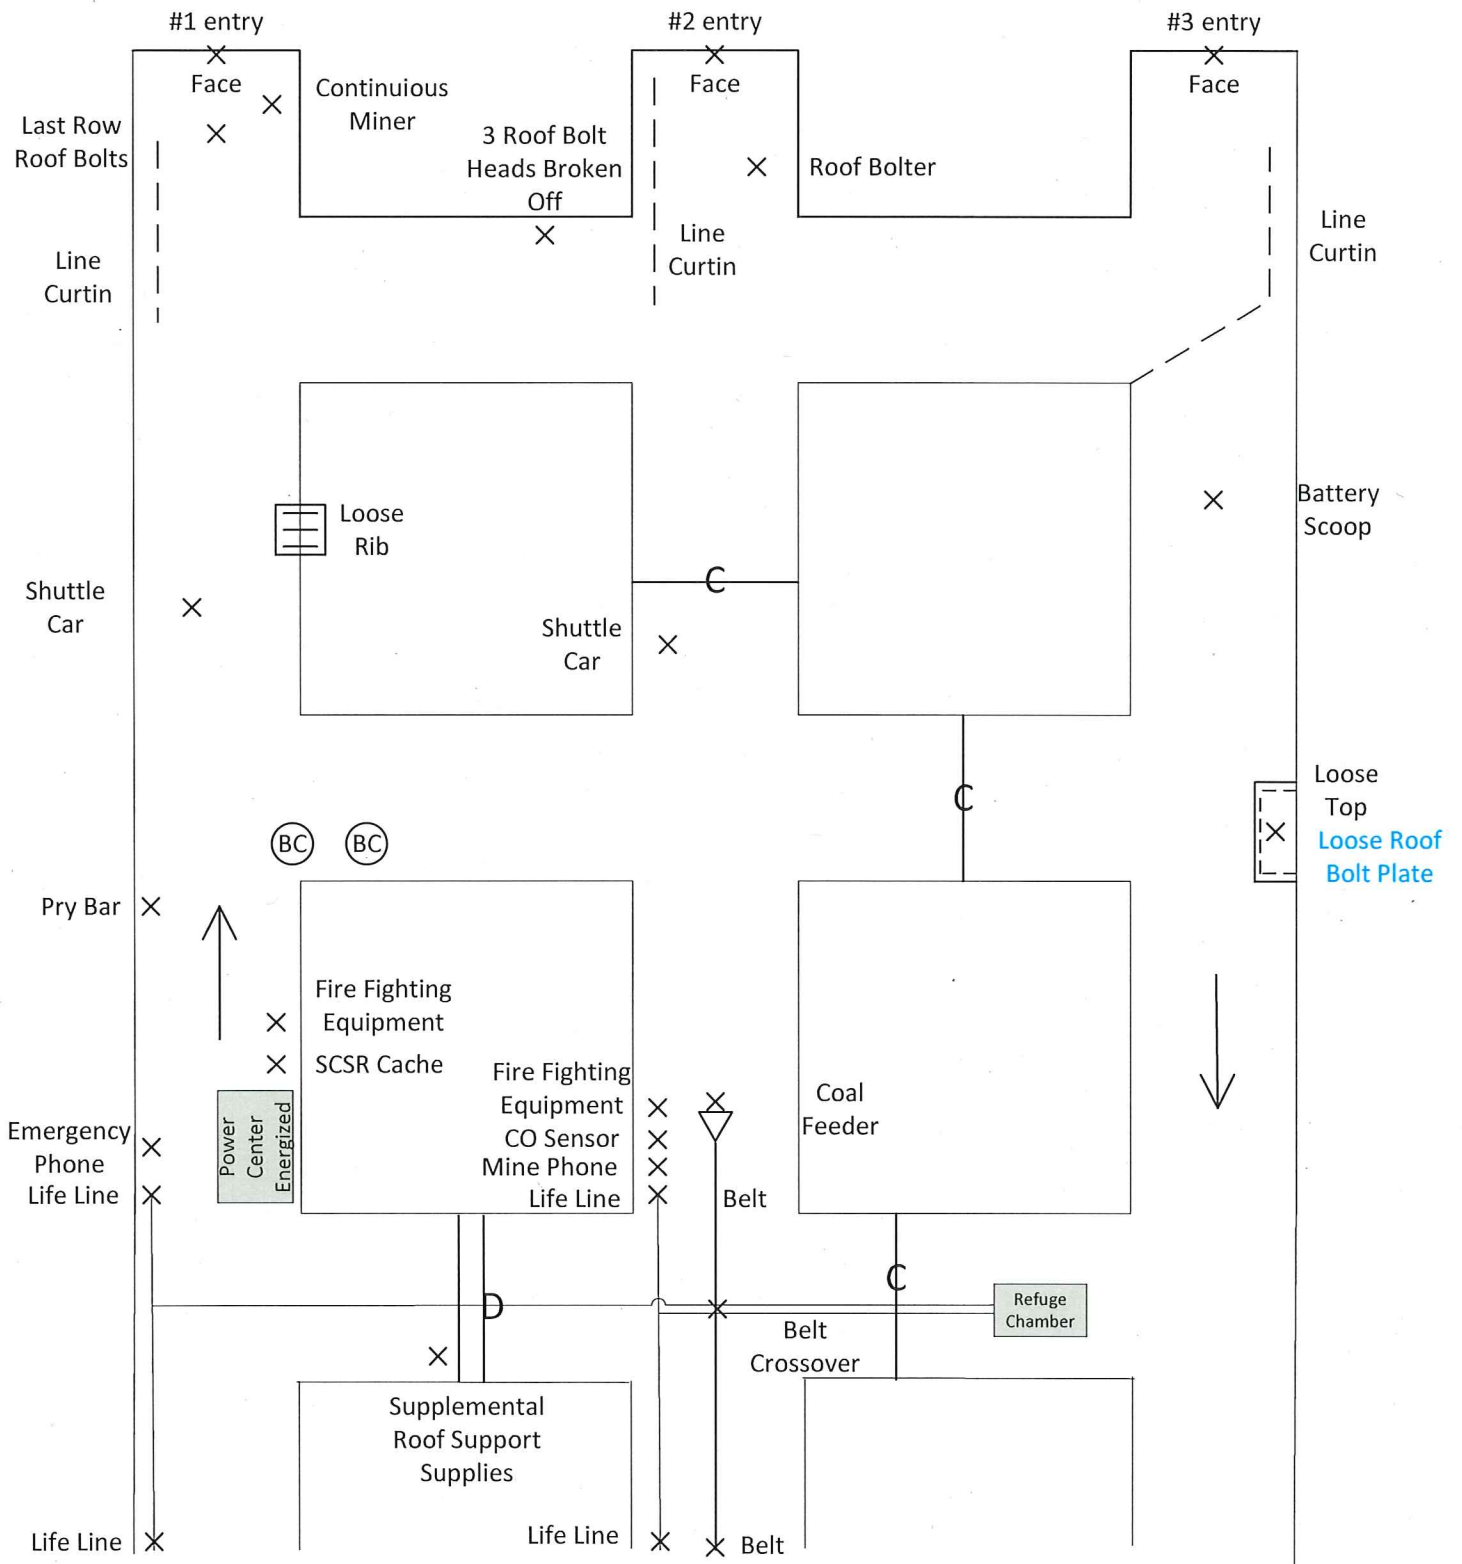 #1 entry
#2 entry
#3 entry
Face
Face
Face
Continuious
Miner
Last Row
Roof Bolts
3 Roof Bolt
Heads Broken
Off
Roof Bolter
Line
Curtin
Line
Curtin
Line
Curtin
Loose
Rib
Battery
Scoop
C
Shuttle
Car
Shuttle
Car
Loose
Top
Loose Roof
Bolt Plate
C
BC
BC
Pry Bar
Fire Fighting
Equipment
SCSR Cache
Fire Fighting
Equipment
CO Sensor
Mine Phone
Life Line
Coal
Feeder
Power
Center
Energized
Emergency
Phone
Life Line
Belt
C
D
Refuge
Chamber
Belt
Crossover
Supplemental
Roof Support
Supplies
Life Line
Life Line
Belt